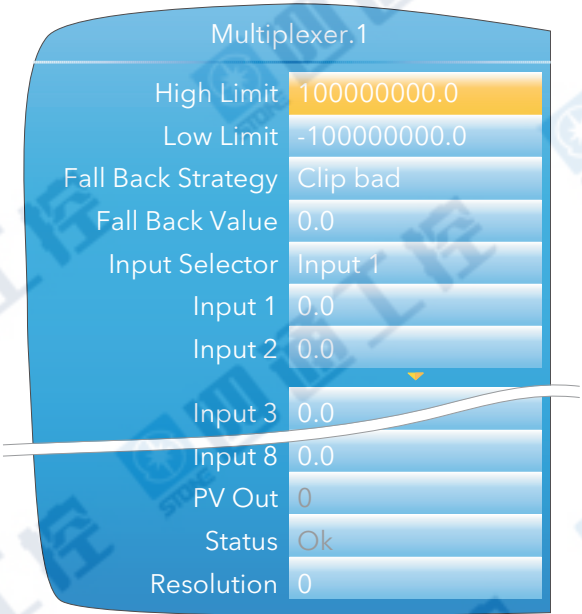 Multiplexer.1
High Limit 100000000.0
Low Limit -100000000.0
Fall Back Strategy Clip bad
Fall Back Value 0.0
Input Selector Input 1
Input 1 0.0
Input 2 0.0
Input 3 0.0
Input 8 0.0
PV Out 0
Status Ok
Resolution 0
STONG